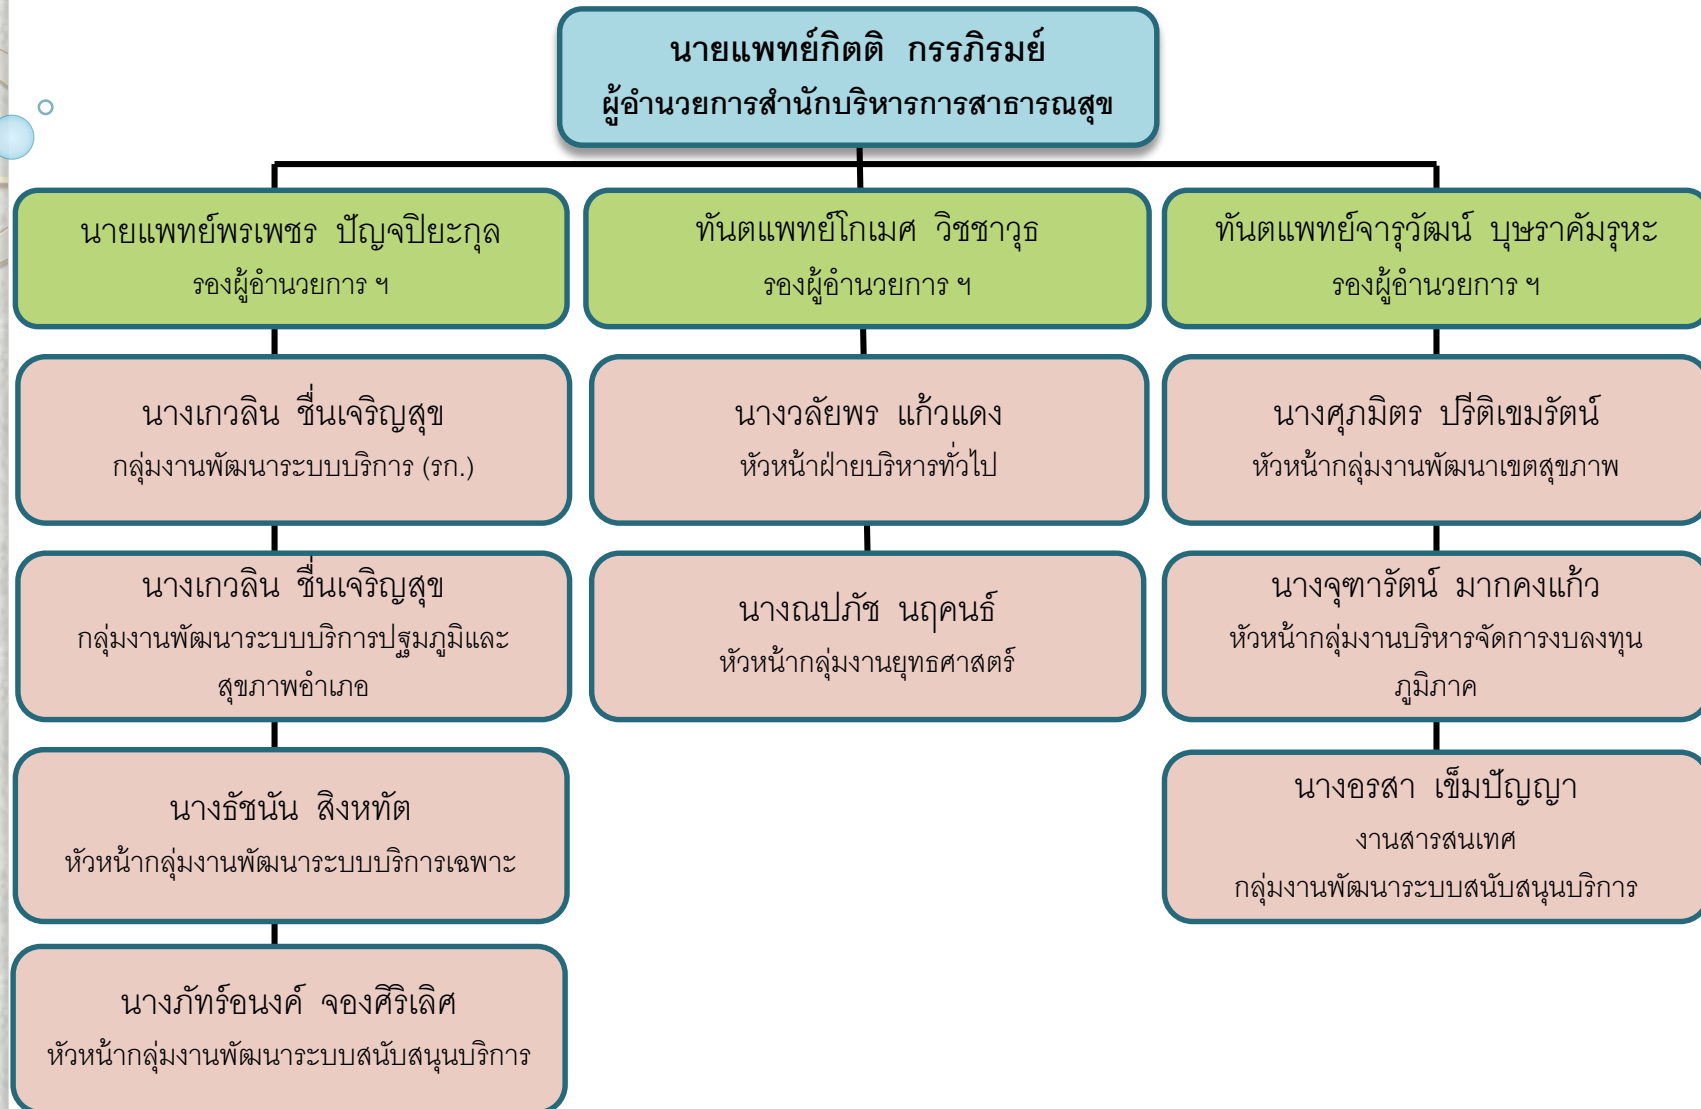 นายแพทย์กิตติ กรรภิรมย์
ผู้อำนวยการสำนักบริหารการสาธารณสุข
นายแพทย์พรเพชร ปัญจปิยะกุล
รองผู้อำนวยการ ฯ
ทันตแพทย์โกเมศ วิชชาวุธ
รองผู้อำนวยการ ฯ
ทันตแพทย์จารุวัฒน์ บุษราคัมรุหะ
รองผู้อำนวยการ ฯ
นางเกวลิน ชื่นเจริญสุข
กลุ่มงานพัฒนาระบบบริการ (รก.)
นางวลัยพร แก้วแดง
หัวหน้าฝ่ายบริหารทั่วไป
นางศุภมิตร ปรีติเขมรัตน์
หัวหน้ากลุ่มงานพัฒนาเขตสุขภาพ
นางเกวลิน ชื่นเจริญสุข
กลุ่มงานพัฒนาระบบบริการปฐมภูมิและ
สุขภาพอำเภอ
นางณปภัช นฤคนธ์
หัวหน้ากลุ่มงานยุทธศาสตร์
นางจุฑารัตน์ มากคงแก้ว
หัวหน้ากลุ่มงานบริหารจัดการงบลงทุน
ภูมิภาค
นางธัชนัน สิงหทัต
หัวหน้ากลุ่มงานพัฒนาระบบบริการเฉพาะ
นางอรสา เข็มปัญญา
งานสารสนเทศ
กลุ่มงานพัฒนาระบบสนับสนุนบริการ
นางภัทร์อนงค์ จองศิริเลิศ
หัวหน้ากลุ่มงานพัฒนาระบบสนับสนุนบริการ